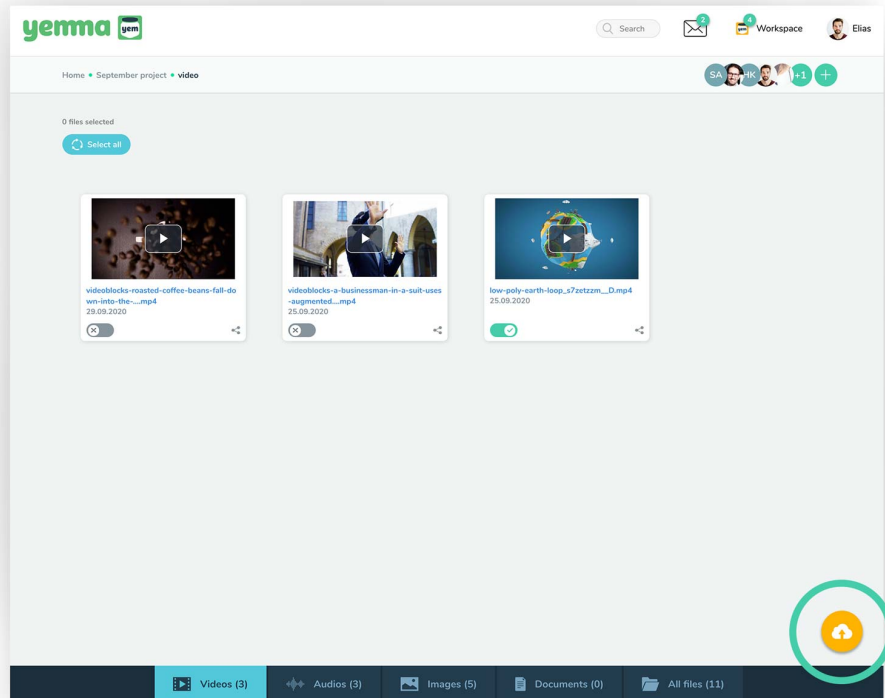 yemma yem
Search
2
4
Workspace
Elias
Home • September project • video
SA
HK
+1
0 files selected
Select all
videoblocks-roasted-coffee-beans-fall-do
wn-into-the-....mp4
29.09.2020
videoblocks-a-businessman-in-a-suit-uses
-augmented....mp4
25.09.2020
low-poly-earth-loop_s7zetzzm__D.mp4
25.09.2020
Videos (3)
Audios (3)
Images (5)
Documents (0)
All files (11)